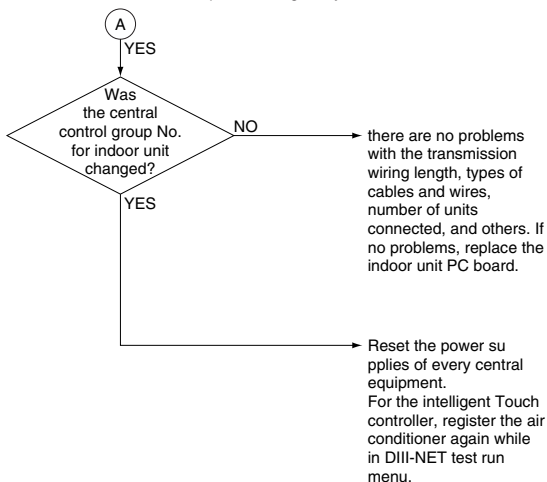 A
YES
Was
the central
control group No.
for indoor unit
changed?
NO
there are no problems
with the transmission
wiring length, types of
cables and wires,
number of units
connected, and others. If
no problems, replace the
indoor unit PC board.
YES
Reset the power su
pplies of every central
equipment.
For the intelligent Touch
controller, register the air
conditioner again while
in DIII-NET test run
menu.